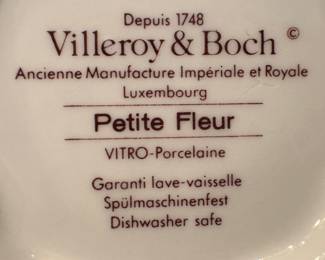 Depuis 1748
Villeroy & Boch ©
Ancienne Manufacture Impériale et Royale
Luxembourg
Petite Fleur
VITRO-Porcelaine
Garanti lave-vaisselle
Spülmaschinenfest
Dishwasher safe